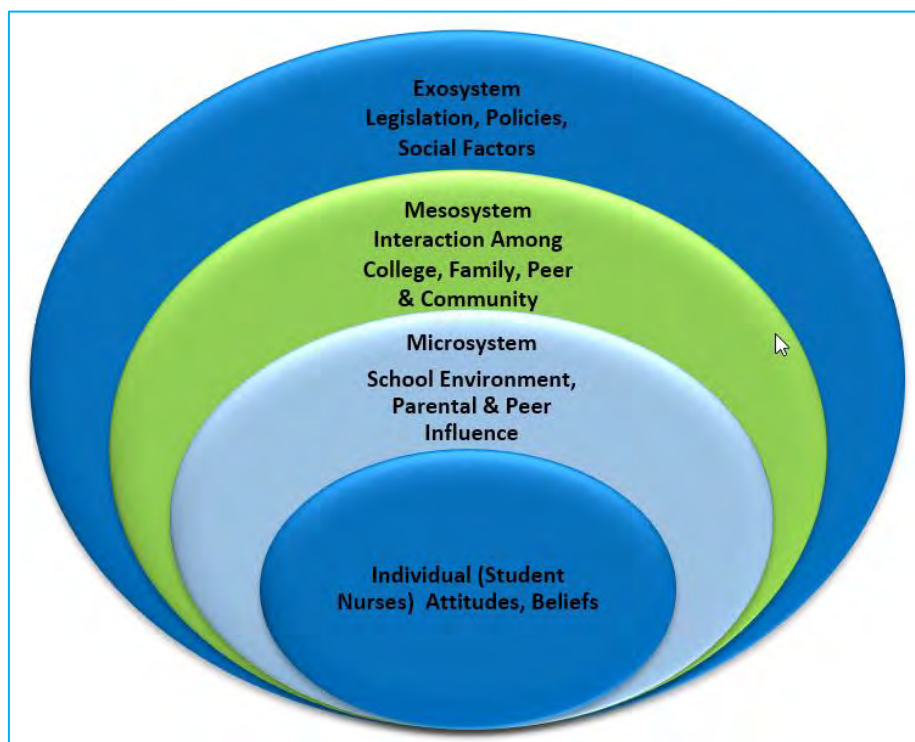 Exosystem
Legislation, Policies,
Social Factors
Mesosystem
Interaction Among
College, Family, Peer
& Community
Microsystem
School Environment,
Parental & Peer
Influence
Individual (Student
Nurses) Attitudes, Beliefs